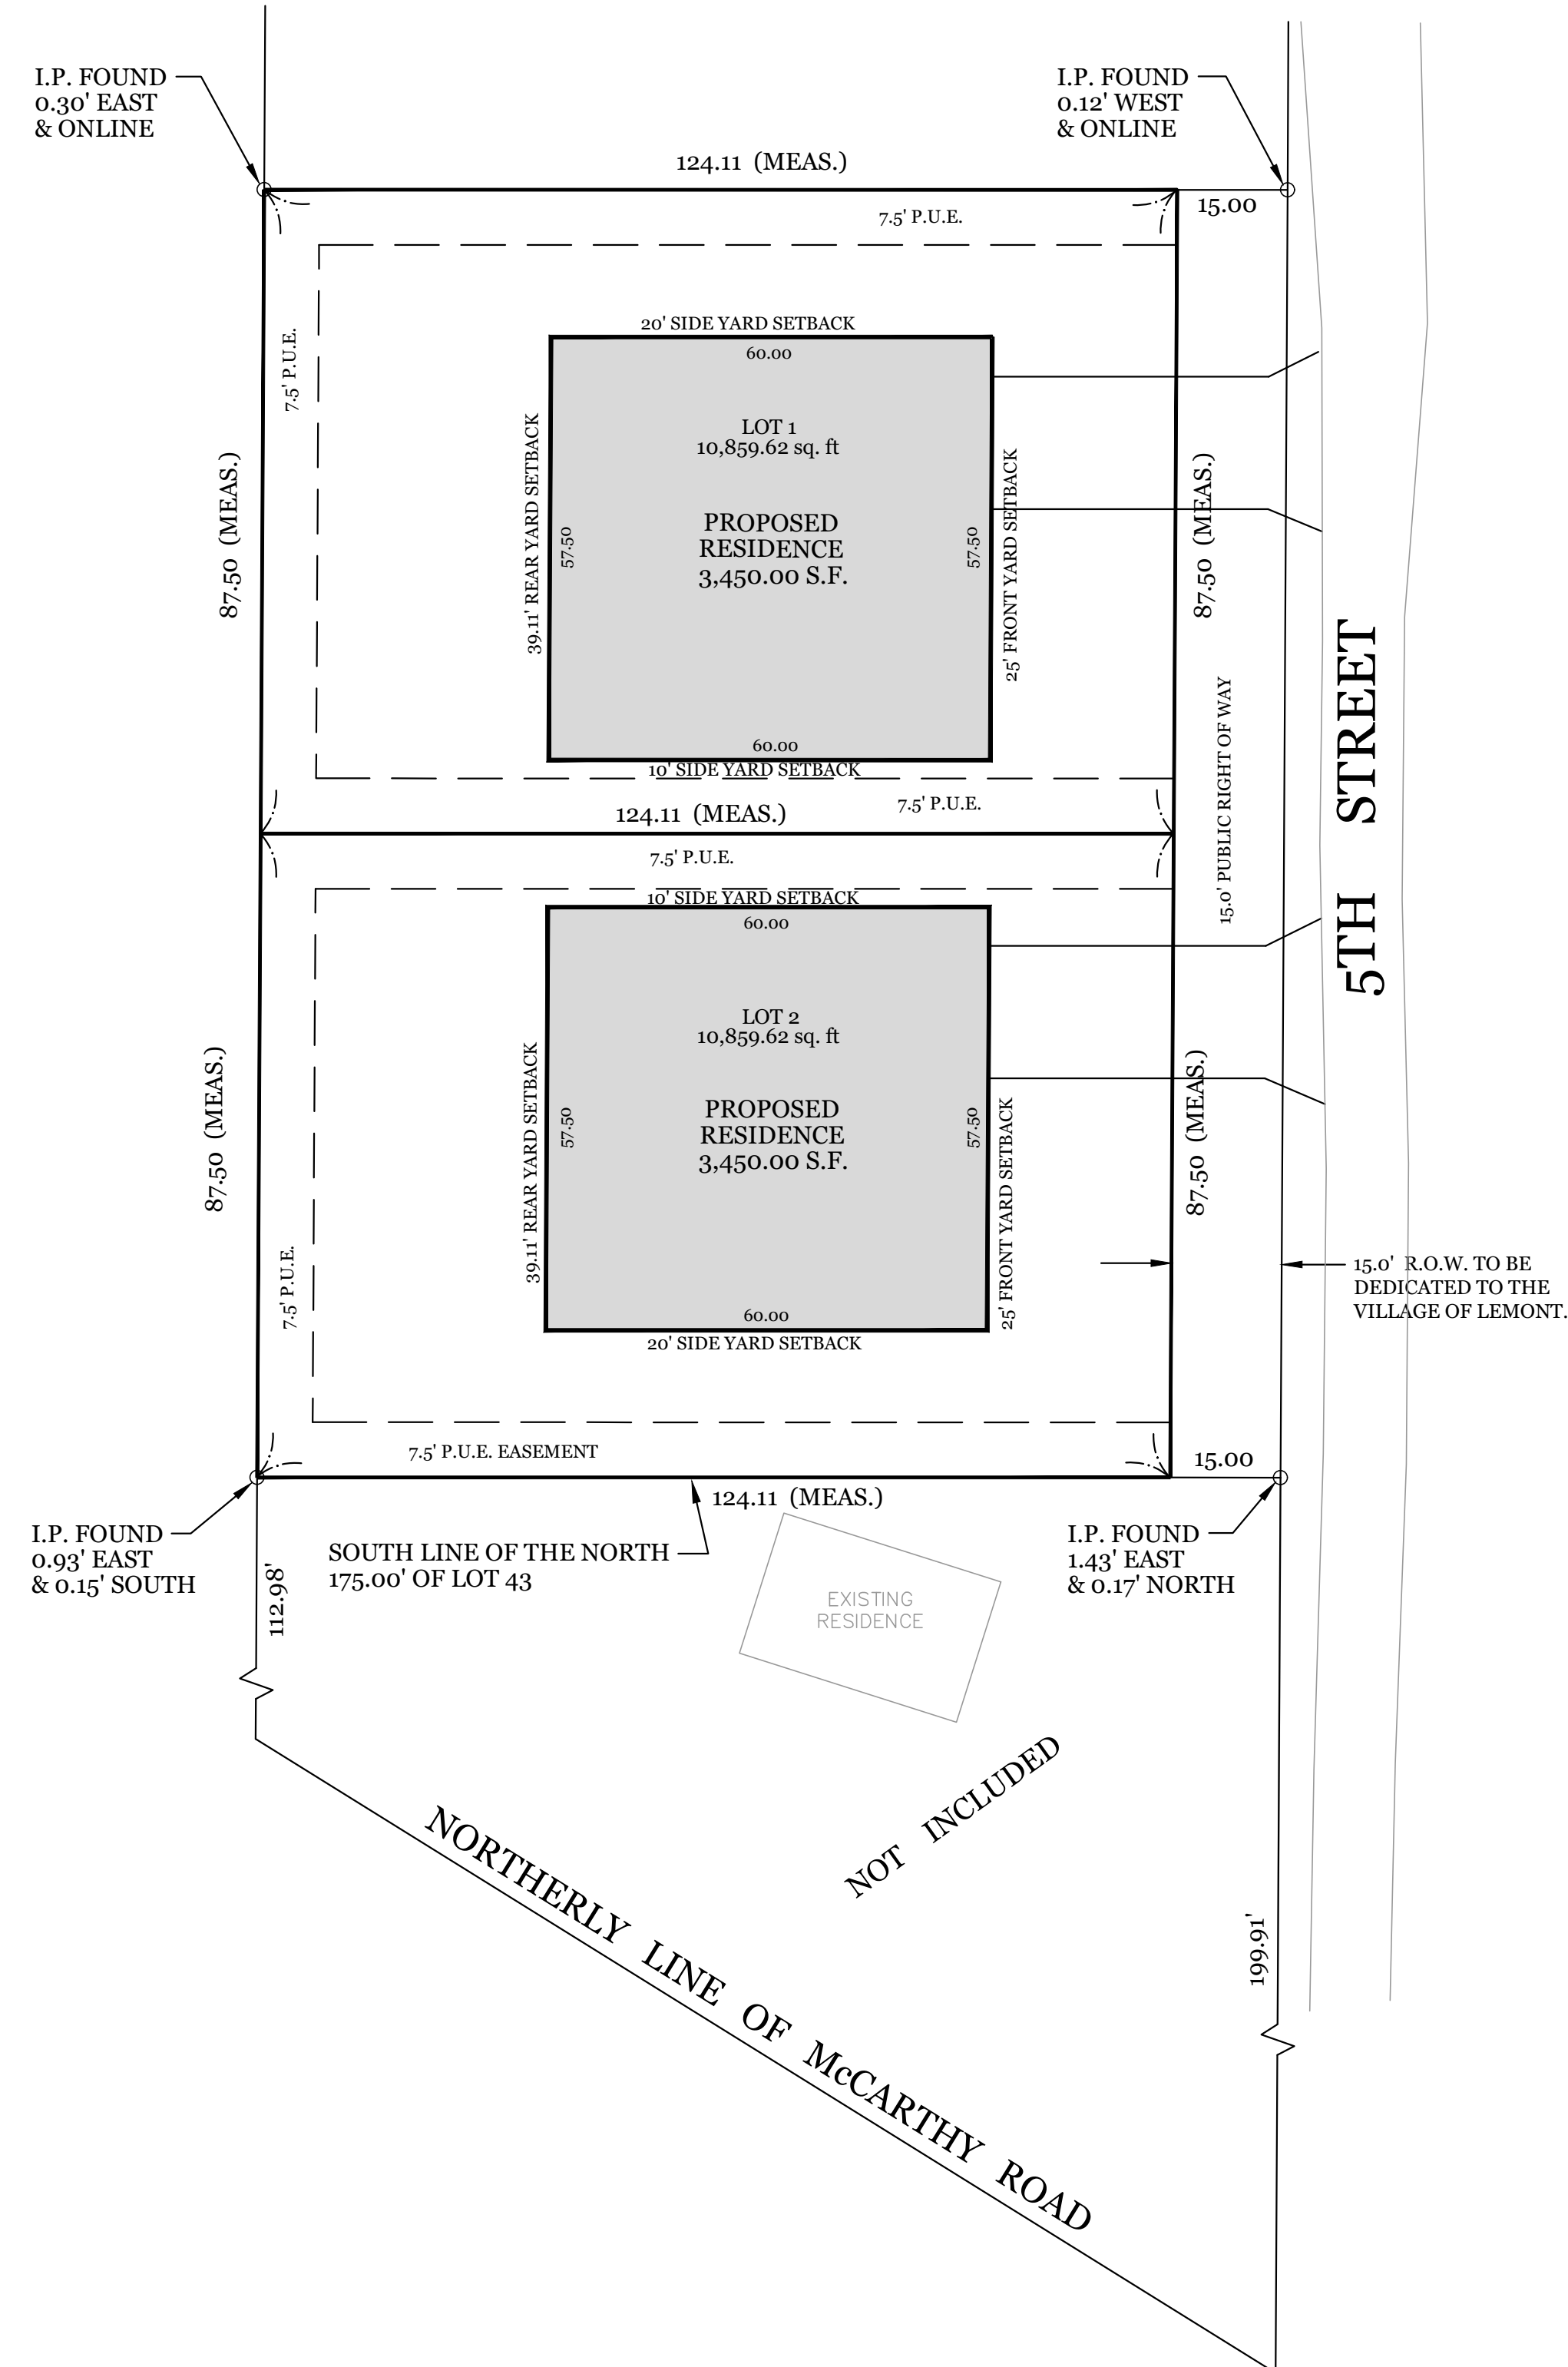 I.P. FOUND
0.30' EAST
& ONLINE
I.P. FOUND
0.12' WEST
& ONLINE
124.11 (MEAS.)
15.00
7.5' P.U.E.
7.5' P.U.E.
20' SIDE YARD SETBACK
60.00
LOT 1
10,859.62 sq. ft
39.11' REAR YARD SETBACK
57.50
PROPOSED
RESIDENCE
3,450.00 S.F.
57.50
25' FRONT YARD SETBACK
87.50 (MEAS.)
87.50 (MEAS.)
60.00
10' SIDE YARD SETBACK
7.5' P.U.E.
124.11 (MEAS.)
15.0' PUBLIC RIGHT OF WAY
5TH STREET
7.5' P.U.E.
10' SIDE YARD SETBACK
60.00
LOT 2
10,859.62 sq. ft
39.11' REAR YARD SETBACK
57.50
PROPOSED
RESIDENCE
3,450.00 S.F.
57.50
25' FRONT YARD SETBACK
87.50 (MEAS.)
87.50 (MEAS.)
7.5' P.U.E.
60.00
20' SIDE YARD SETBACK
15.0' R.O.W. TO BE
DEDICATED TO THE
VILLAGE OF LEMONT.
7.5' P.U.E. EASEMENT
15.00
124.11 (MEAS.)
I.P. FOUND
0.93' EAST
& 0.15' SOUTH
112.98'
SOUTH LINE OF THE NORTH
175.00' OF LOT 43
I.P. FOUND
1.43' EAST
& 0.17' NORTH
EXISTING
RESIDENCE
NOT INCLUDED
199.91'
NORTHERLY LINE OF McCARTHY ROAD